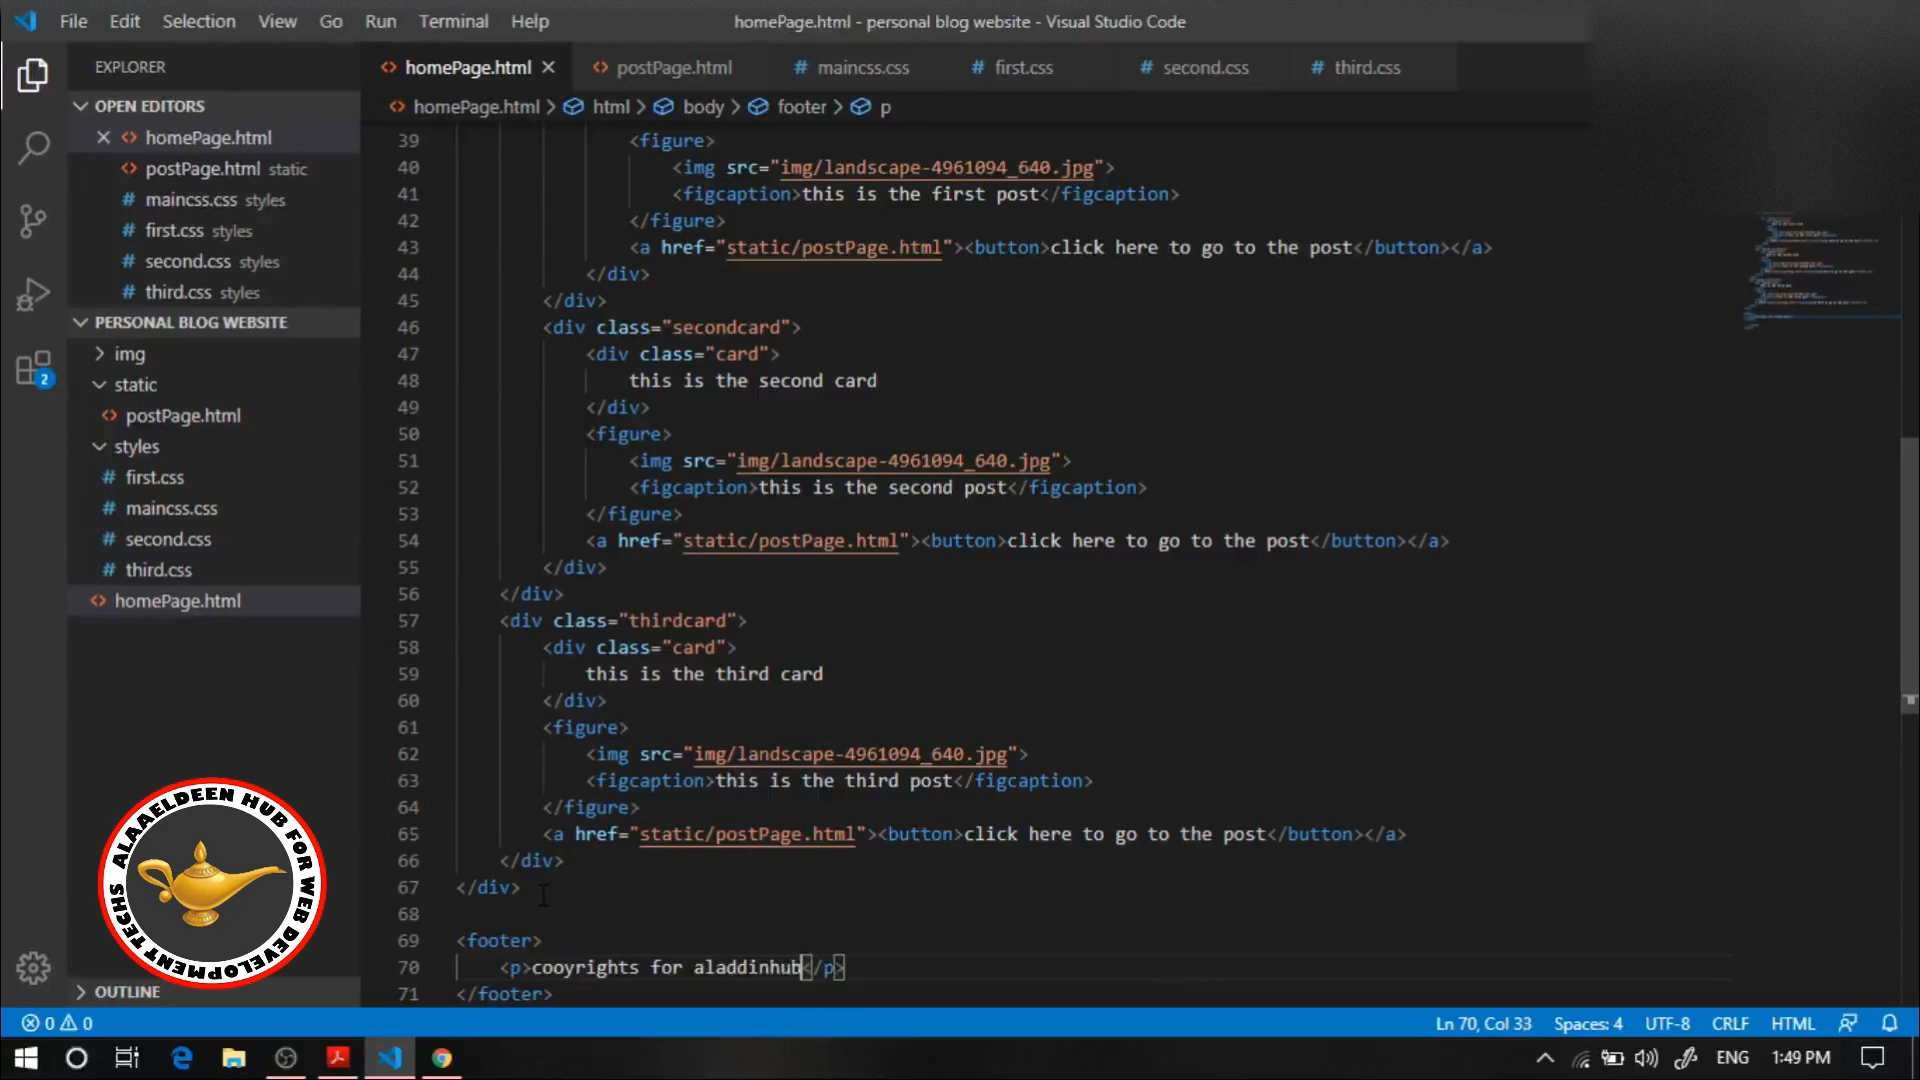 File Edit Selection View Go Run Terminal Help homePage.html - personal blog website - Visual Studio Code
EXPLORER
homePage.html postPage.html maincss.css first.css second.css third.css
OPEN EDITORS
homePage.html > html > body > footer > p
homePage.html
postPage.html static
maincss.css styles
first.css styles
second.css styles
third.css styles
PERSONAL BLOG WEBSITE
img
static
postPage.html
styles
first.css
maincss.css
second.css
third.css
homePage.html
ALAAELDEEN HUB FOR WEB DEVELOPMENT TECHS
OUTLINE
39 <figure>
40 <img src="img/landscape-4961094_640.jpg">
41 <figcaption>this is the first post</figcaption>
42 </figure>
43 <a href="static/postPage.html"><button>click here to go to the post</button></a>
44 </div>
45 </div>
46 <div class="secondcard">
47 <div class="card">
48 this is the second card
49 </div>
50 <figure>
51 <img src="img/landscape-4961094_640.jpg">
52 <figcaption>this is the second post</figcaption>
53 </figure>
54 <a href="static/postPage.html"><button>click here to go to the post</button></a>
55 </div>
56 </div>
57 <div class="thirdcard">
58 <div class="card">
59 this is the third card
60 </div>
61 <figure>
62 <img src="img/landscape-4961094_640.jpg">
63 <figcaption>this is the third post</figcaption>
64 </figure>
65 <a href="static/postPage.html"><button>click here to go to the post</button></a>
66 </div>
67 </div>
68
69 <footer>
70 <p>cooyrights for aladdinhub</p>
71 </footer>
2
0 0 Ln 70, Col 33 Spaces: 4 UTF-8 CRLF HTML
ENG 1:49 PM